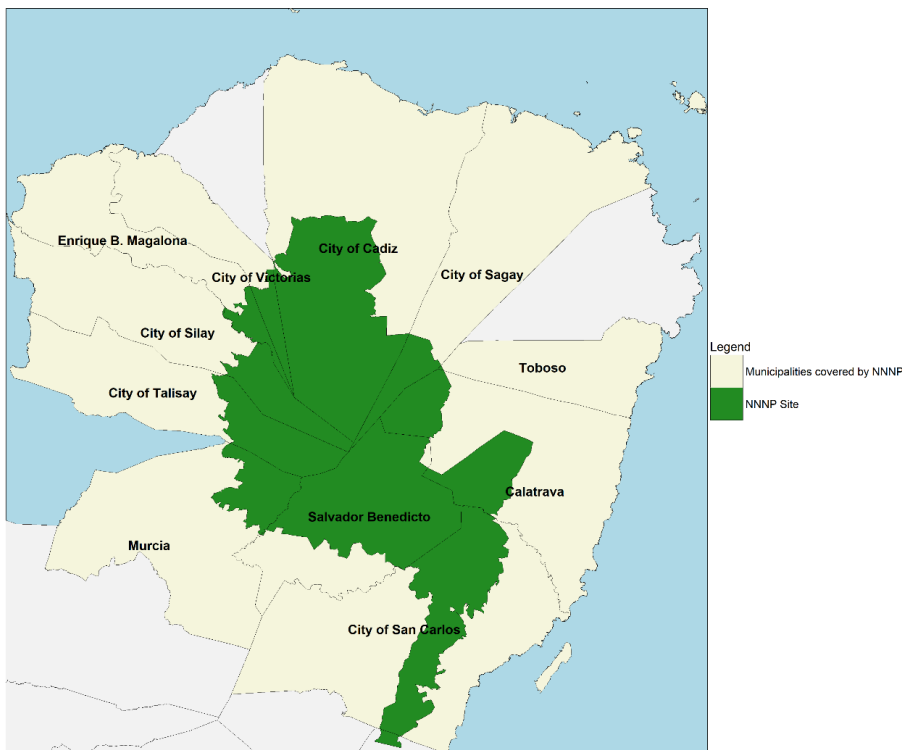 Enrique B. Magalona
City of Cadiz
City of Victorias
City of Sagay
City of Silay
Legend
Toboso
Municipalities covered by NNNP
City of Talisay
NNNP Site
Calatrava
Salvador Benedicto
Murcia
City of San Carlos